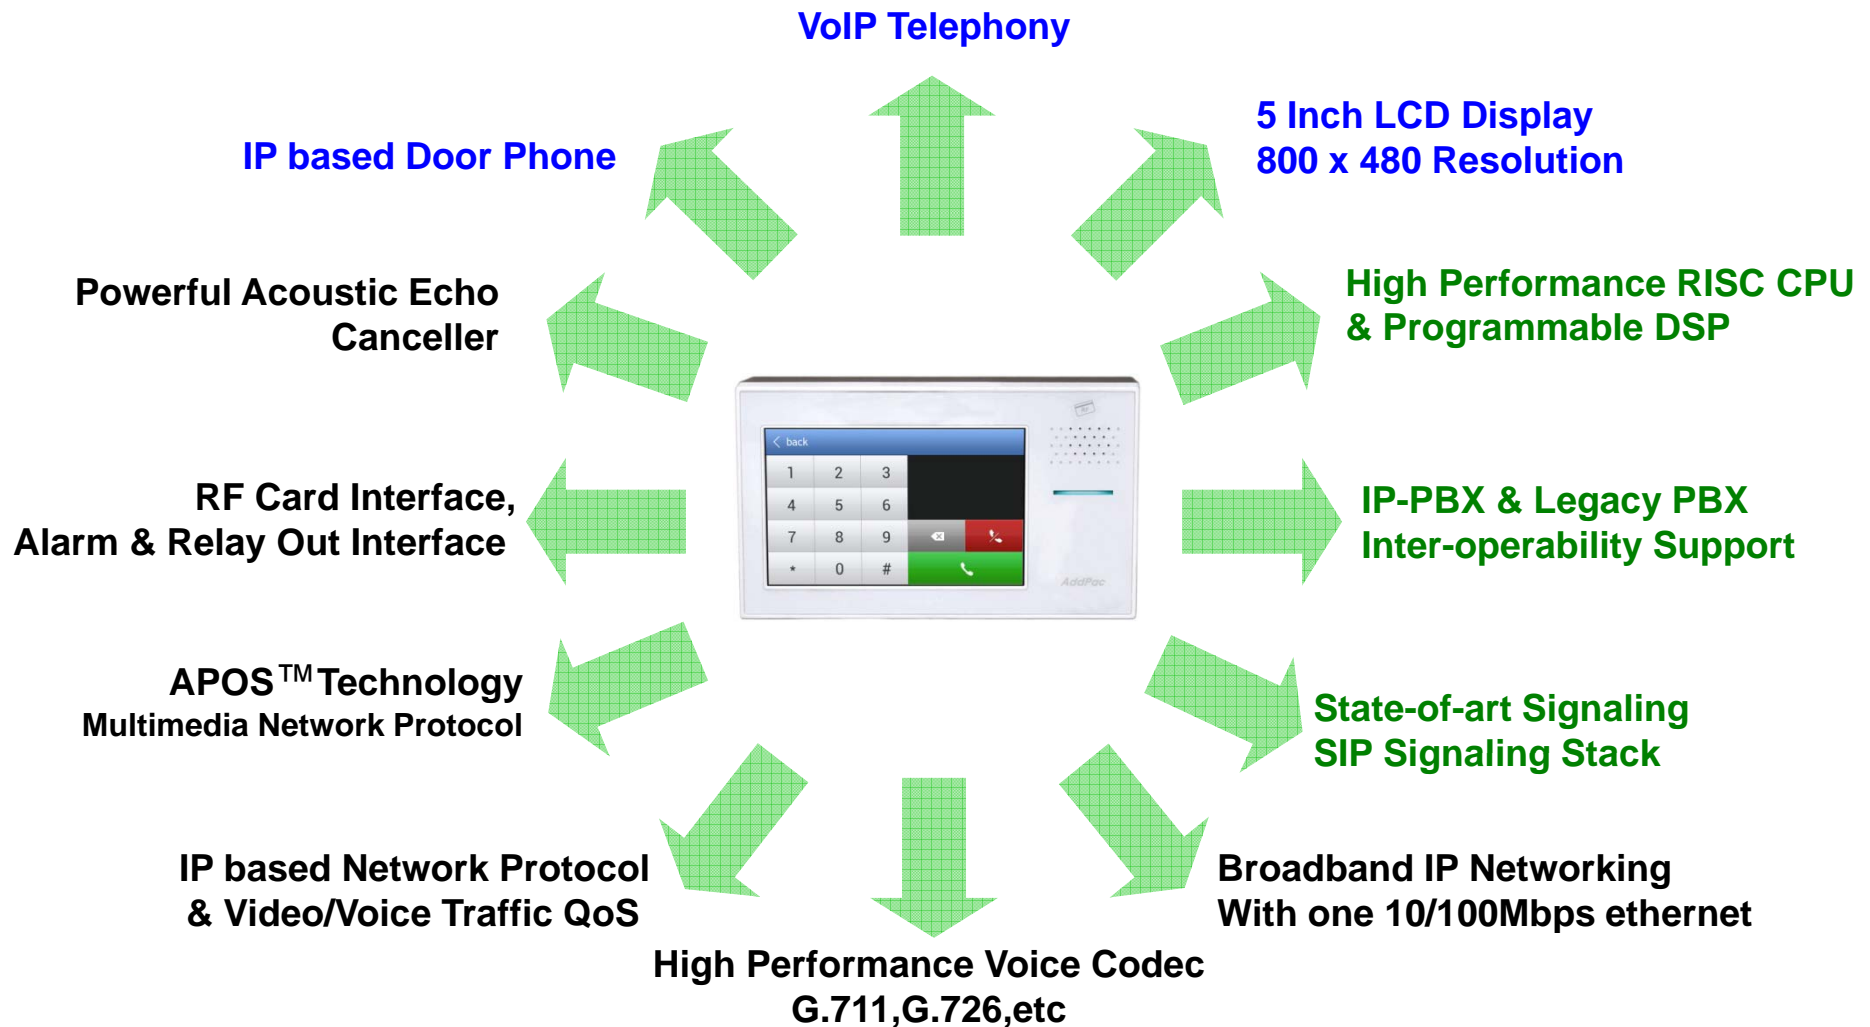 VoIP Telephony
5 Inch LCD Display
800 x 480 Resolution
IP based Door Phone
High Performance RISC CPU
& Programmable DSP
Powerful Acoustic Echo
Canceller
< back
1 2 3
4 5 6
7 8 9
* 0 #
AddPac
RF Card Interface,
Alarm & Relay Out Interface
IP-PBX & Legacy PBX
Inter-operability Support
APOS™Technology
Multimedia Network Protocol
State-of-art Signaling
SIP Signaling Stack
IP based Network Protocol
& Video/Voice Traffic QoS
Broadband IP Networking
With one 10/100Mbps ethernet
High Performance Voice Codec
G.711,G.726,etc